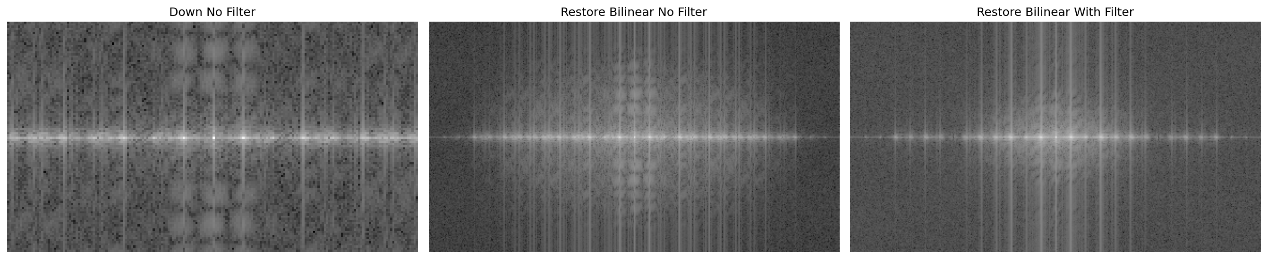 Down No Filter
Restore Bilinear No Filter
Restore Bilinear With Filter